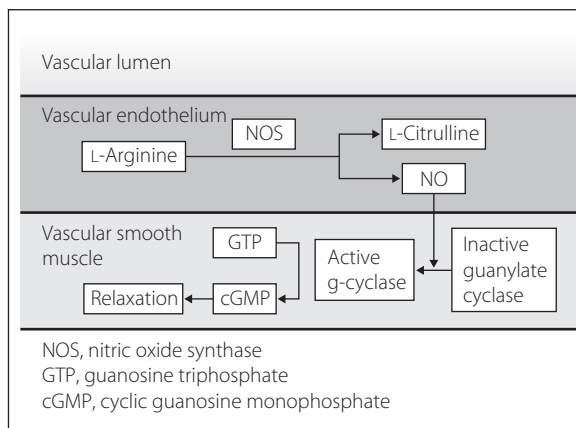 Vascular lumen
Vascular endothelium
NOS
L-Citrulline
L-Arginine
NO
Vascular smooth
muscle
GTP
Active
g-cyclase
Inactive
guanylate
cyclase
Relaxation
cGMP
NOS, nitric oxide synthase
GTP, guanosine triphosphate
cGMP, cyclic guanosine monophosphate